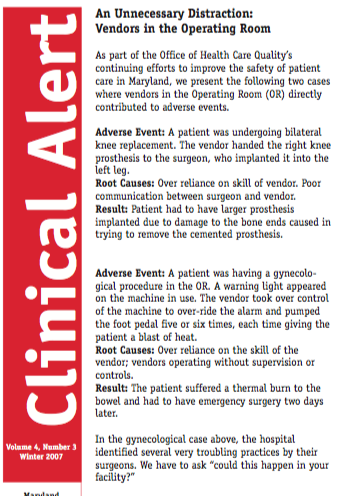 An Unnecessary Distraction:
Vendors in the Operating Room
As part of the Office of Health Care Quality's
continuing efforts to improve the safety of patient
care in Maryland, we present the following two cases
where vendors in the Operating Room (OR) directly
contributed to adverse events.
Adverse Event: A patient was undergoing bilateral
knee replacement. The vendor handed the right knee
prosthesis to the surgeon, who implanted it into the
left leg.
Root Causes: Over reliance on skill of vendor. Poor
communication between surgeon and vendor.
Result: Patient had to have larger prosthesis
implanted due to damage to the bone ends caused in
trying to remove the cemented prosthesis.
Adverse Event: A patient was having a gynecolo-
gical procedure in the OR. A warning light appeared
on the machine in use. The vendor took over control
of the machine to over-ride the alarm and pumped
the foot pedal five or six times, each time giving the
patient a blast of heat.
Root Causes: Over reliance on the skill of the
vendor; vendors operating without supervision or
controls.
Result: The patient suffered a thermal burn to the
bowel and had to have emergency surgery two days
later.
In the gynecological case above, the hospital
identified several very troubling practices by their
surgeons. We have to ask "could this happen in your
facility?"
Clinical Alert
Volume 4, Number 3
Winter 2007
Maryland